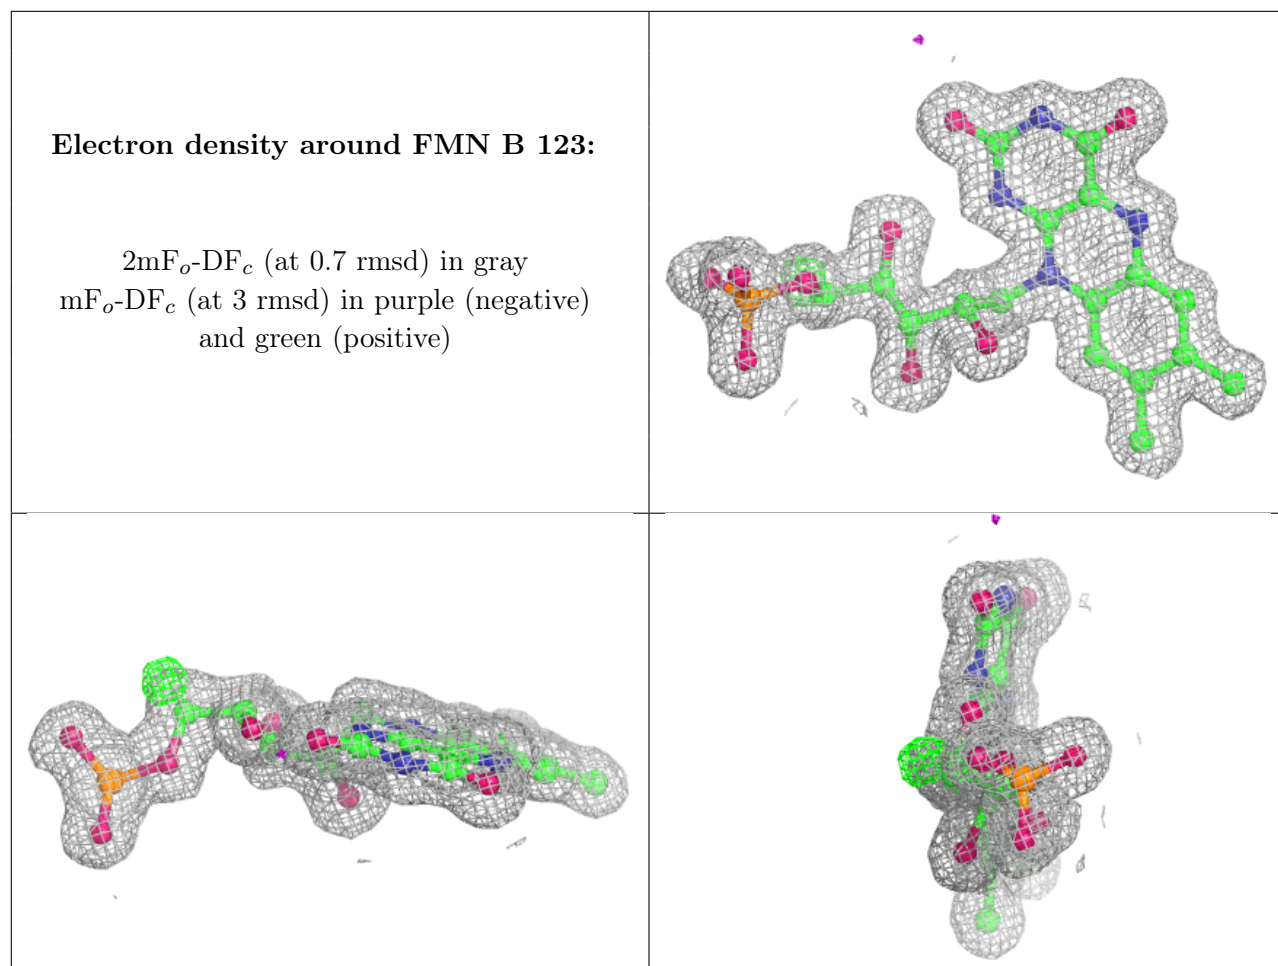 Electron density around FMN B 123:
2mFo-DFc (at 0.7 rmsd) in gray
mFo-DFc (at 3 rmsd) in purple (negative)
and green (positive)